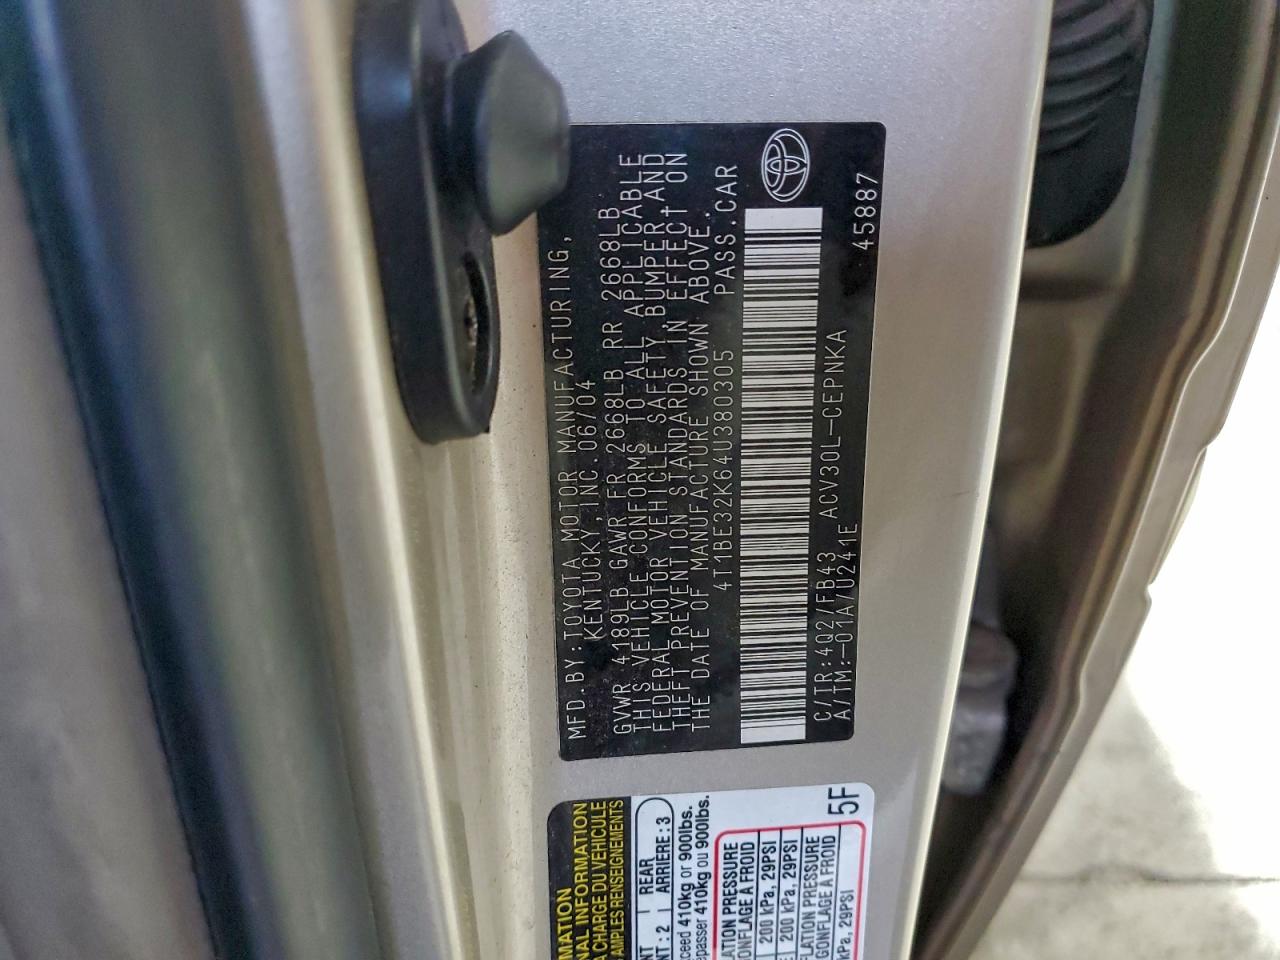 MFD.BY:TOYOTA MOTOR MANUFACTURING,
KENTUCKY,INC. 06/04
GVWR 4189LB GAWR FR 2668LB RR 2668LB
THIS VEHICLE CONFORMS TO ALL APPLICABLE
FEDERAL MOTOR VEHICLE SAFETY,BUMPER,AND
THEFT PREVENTION STANDARDS IN EFFECT ON
THE DATE OF MANUFACTURE SHOWN ABOVE.
4T1BE32K64U380305 PASS.CAR
C/TR:4Q2/FB43 ACV30L-CEPNKA
A/TM:-01A/U241E 45887
REAR
ARRIERE:3
:2
410kg or 900lbs.
410kg ou 900lbs.
PRESSURE
GONFLAGE A FROID
200 kPa, 29PSI
200 kPa, 29PSI
PRESSURE
GONFLAGE A FROID
kPa, 29PSI
5F
INFORMATION
CHARGE DU VEHICULE
AMPLES RENSEIGNEMENTS